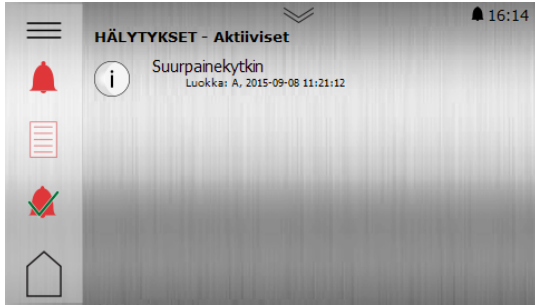 16:14
HÄLYTYKSET - Aktiiviset
i
Suurpainekytkin
Luokka: A, 2015-09-08 11:21:12